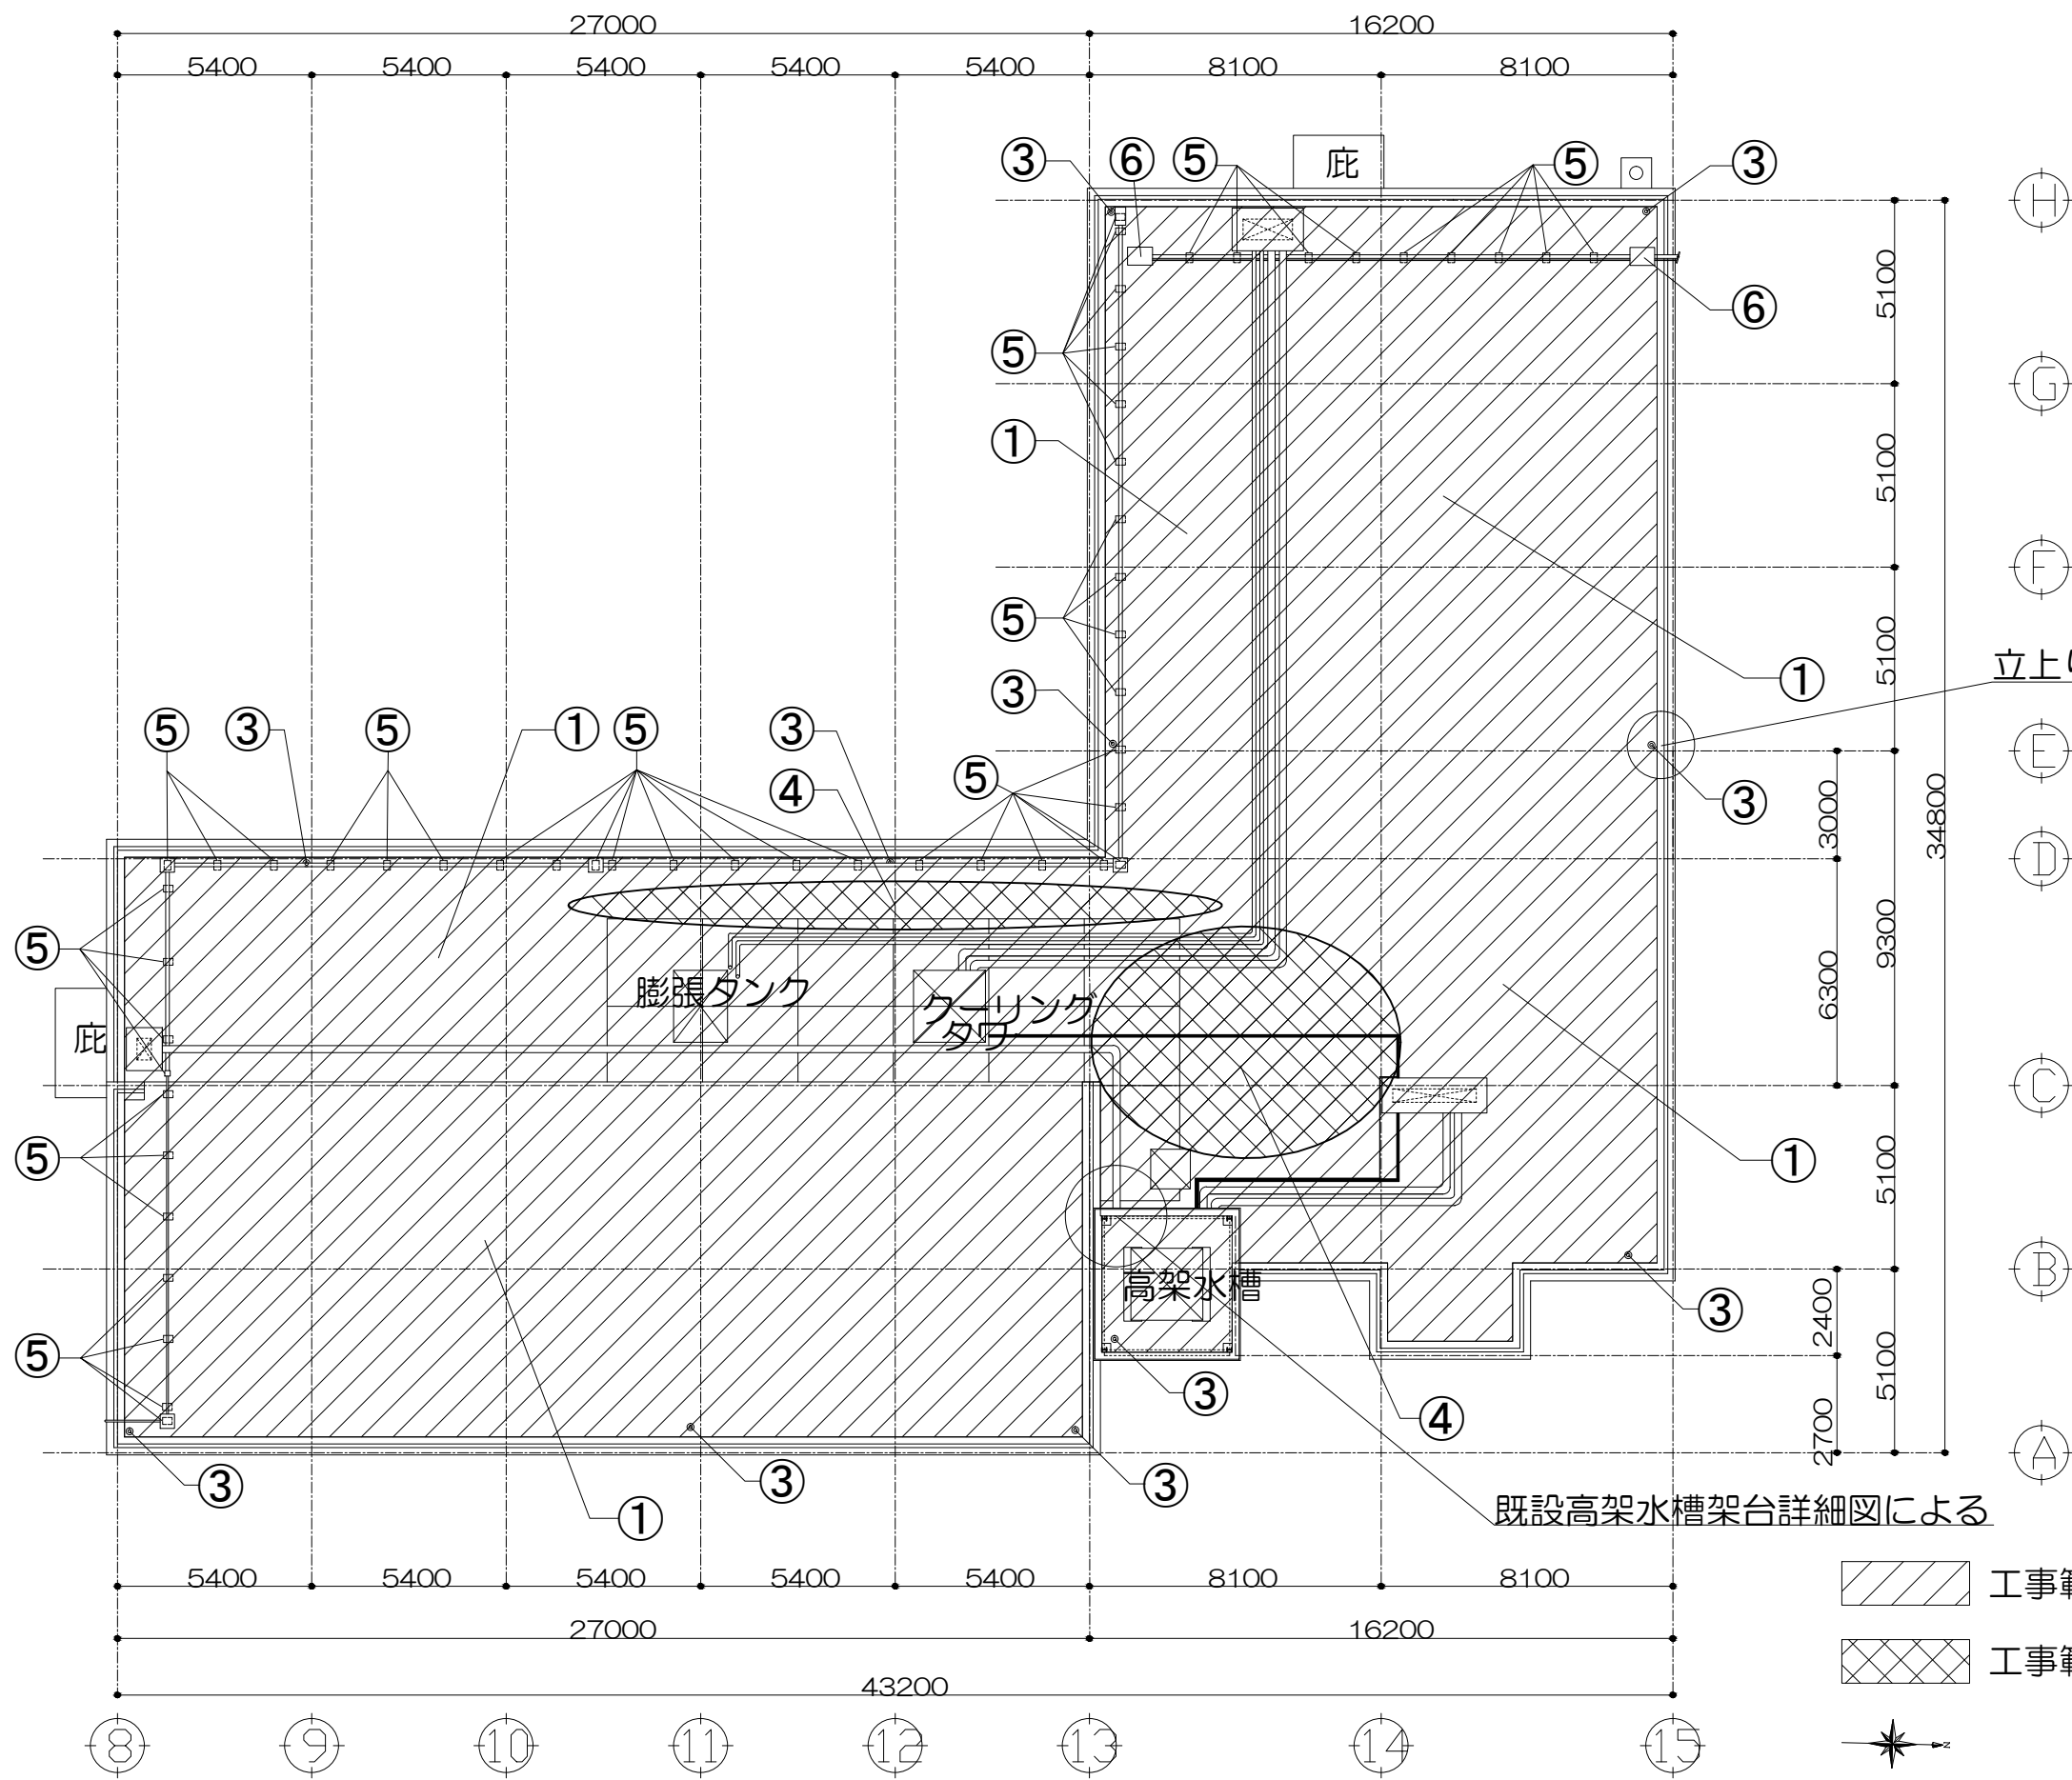 27000 16200
5400 5400 5400 5400 5400 8100 8100
③ ⑥ ⑤ 庇 ⑤ ③
H
5100
⑥
⑤
G
①
5100
F
⑤
5100
立上
③
①
⑤ ③ ⑤ ① ⑤ ③
E
④ ⑤ ③
3000
34800
D
⑤
9300
膨張タンク
クーリング
タワー
6300
庇
C
⑤
①
5100
高架水槽
B
⑤
③
2400
③
④
5100
2700
A
③ ③ ③
①
既設高架水槽架台詳細図による
5400 5400 5400 5400 5400 8100 8100
工事
27000 16200
工事
43200
8 9 10 11 12 13 14 15
N